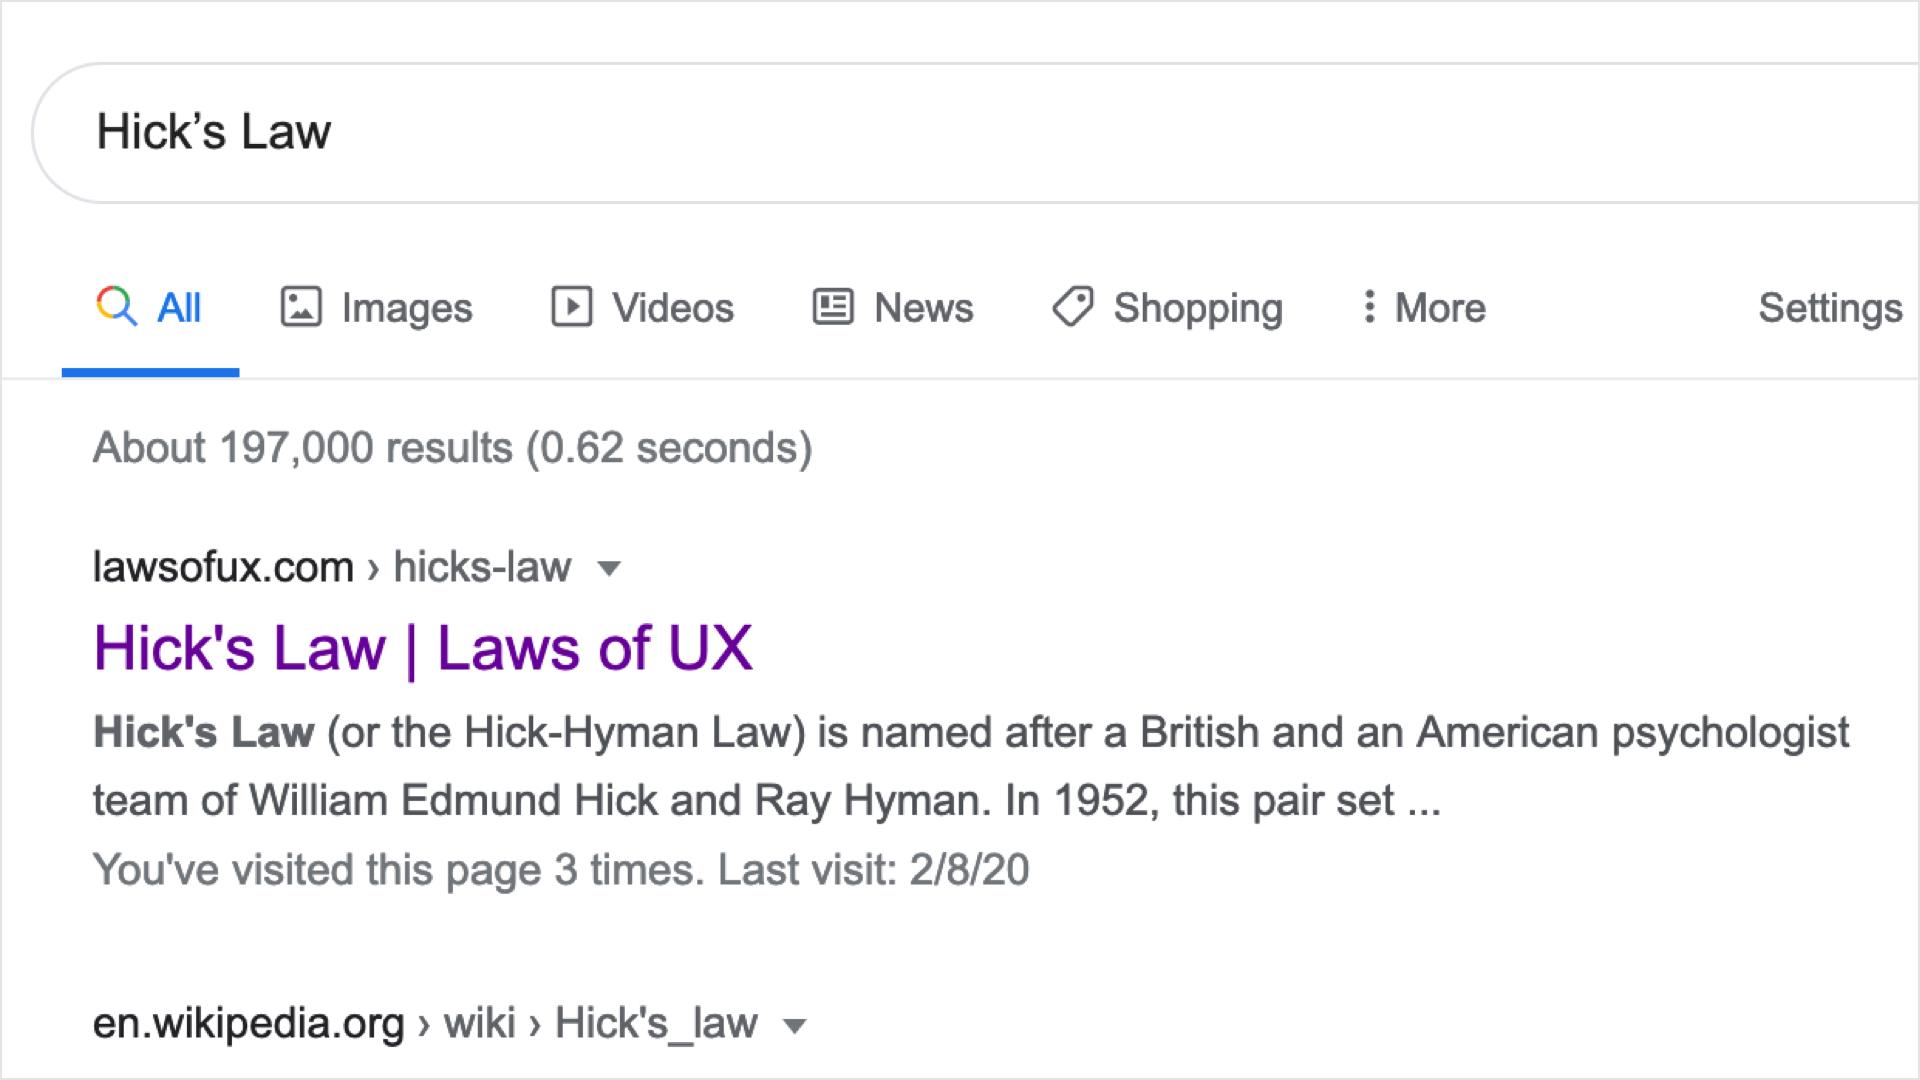 Hick’s Law
All Images Videos News Shopping More Settings
About 197,000 results (0.62 seconds)
lawsofux.com › hicks-law
Hick's Law | Laws of UX
Hick's Law (or the Hick-Hyman Law) is named after a British and an American psychologist
team of William Edmund Hick and Ray Hyman. In 1952, this pair set ...
You've visited this page 3 times. Last visit: 2/8/20
en.wikipedia.org › wiki › Hick's_law